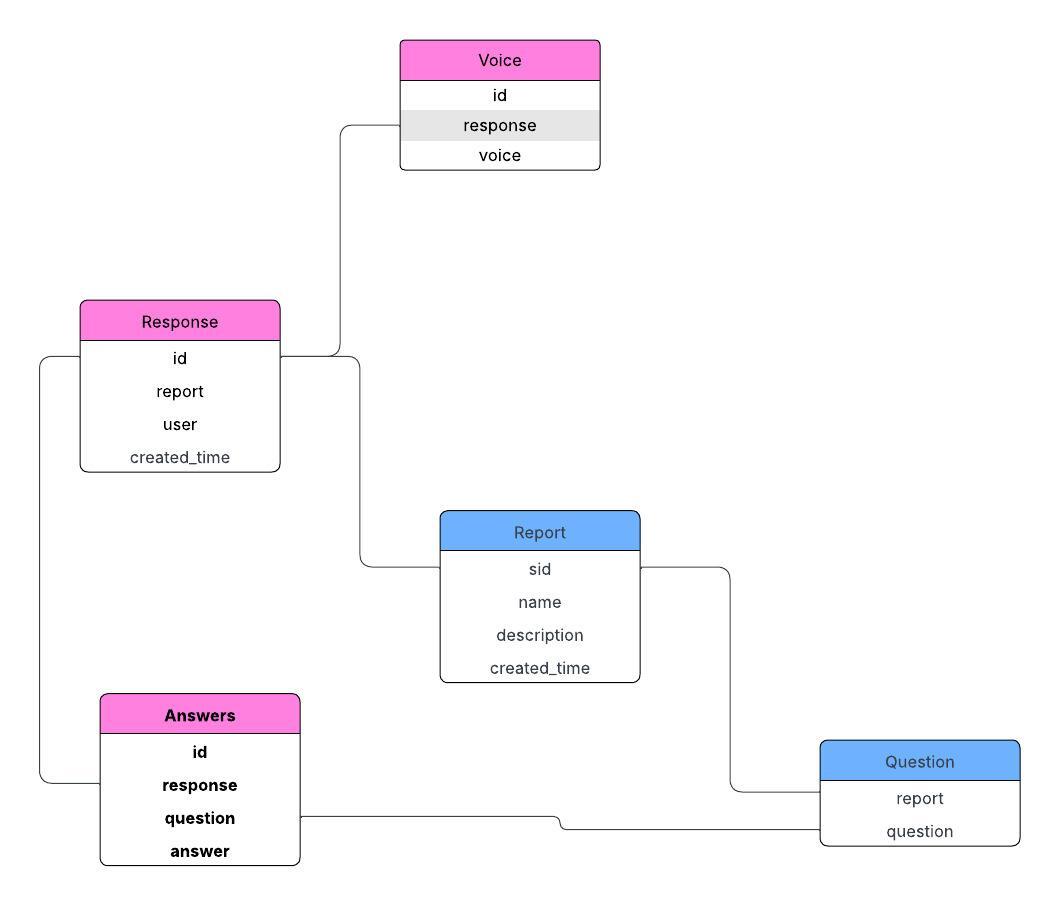 Voice
id
response
voice
Response
id
report
user
created_time
Report
sid
name
description
created_time
Answers
id
response
question
answer
Question
report
question